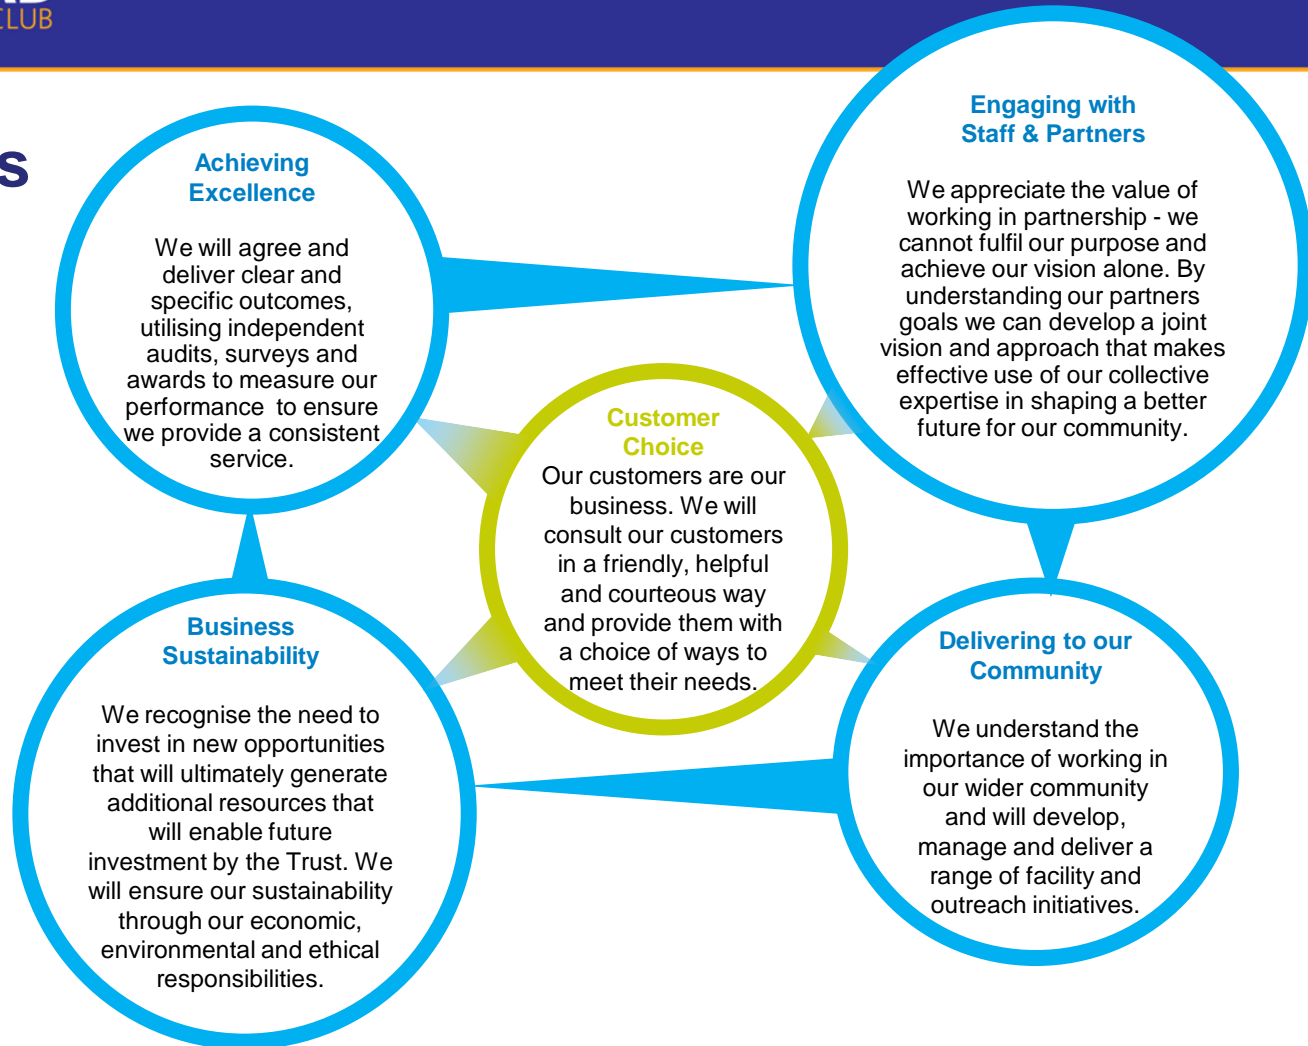 CLUB
s
Achieving
Excellence
We will agree and
deliver clear and
specific outcomes,
utilising independent
audits, surveys and
awards to measure our
performance to ensure
we provide a consistent
service.
Engaging with
Staff & Partners
We appreciate the value of
working in partnership - we
cannot fulfil our purpose and
achieve our vision alone. By
understanding our partners
goals we can develop a joint
vision and approach that makes
effective use of our collective
expertise in shaping a better
future for our community.
Customer
Choice
Our customers are our
business. We will
consult our customers
in a friendly, helpful
and courteous way
and provide them with
a choice of ways to
meet their needs.
Business
Sustainability
We recognise the need to
invest in new opportunities
that will ultimately generate
additional resources that
will enable future
investment by the Trust. We
will ensure our sustainability
through our economic,
environmental and ethical
responsibilities.
Delivering to our
Community
We understand the
importance of working in
our wider community
and will develop,
manage and deliver a
range of facility and
outreach initiatives.